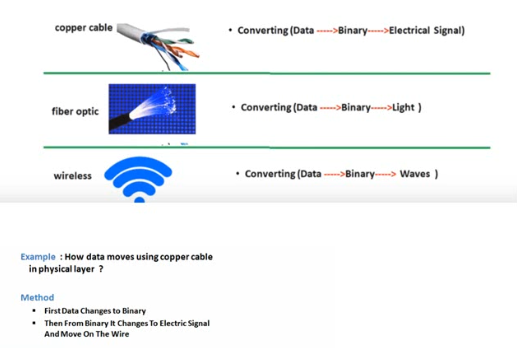 copper cable
• Converting (Data ----->Binary----->Electrical Signal)
fiber optic
• Converting (Data ----->Binary----->Light )
wireless
• Converting (Data ----->Binary-----> Waves )
Example : How data moves using copper cable
in physical layer ?
Method
• First Data Changes to Binary
• Then From Binary It Changes To Electric Signal
And Move On The Wire